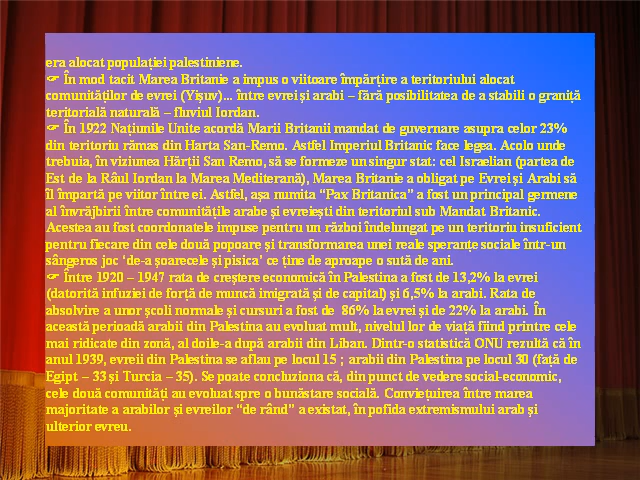 era alocat populației palestiniene.
☞ În mod tacit Marea Britanie a impus o viitoare împărțire a teritoriului alocat
comunităților de evrei (Yișuv)... între evrei și arabi – fără posibilitatea de a stabili o graniță
teritorială naturală – fluviul Iordan.
☞ În 1922 Națiunile Unite acordă Marii Britanii mandat de guvernare asupra celor 23%
din teritoriu rămas din Harta San-Remo. Astfel Imperiul Britanic face legea. Acolo unde
trebuia, în viziunea Hărții San Remo, să se formeze un singur stat: cel Israelian (partea de
Est de la Râul Iordan la Marea Mediterană), Marea Britanie a obligat pe Evrei și Arabi să
îl împartă pe viitor între ei. Astfel, așa numita “Pax Britanica” a fost un principal germene
al învrăjbirii între comunitățile arabe și evreiești din teritoriul sub Mandat Britanic.
Acestea au fost coordonatele impuse pentru un război îndelungat pe un teritoriu insuficient
pentru fiecare din cele două popoare și transformarea unei reale speranțe sociale într-un
sângeros joc ‘de-a șoarecele și pisica’ ce ține de aproape o sută de ani.
☞ Între 1920 – 1947 rata de creștere economică în Palestina a fost de 13,2% la evrei
(datorită infuziei de forță de muncă imigrată și de capital) și 6,5% la arabi. Rata de
absolvire a unor școli normale și cursuri a fost de 86% la evrei și de 22% la arabi. În
această perioadă arabii din Palestina au evoluat mult, nivelul lor de viață fiind printre cele
mai ridicate din zonă, al doile-a după arabii din Liban. Dintr-o statistică ONU rezultă că în
anul 1939, evreii din Palestina se aflau pe locul 15 ; arabii din Palestina pe locul 30 (față de
Egipt – 33 și Turcia – 35). Se poate concluziona că, din punct de vedere social-economic,
cele două comunități au evoluat spre o bunăstare socială. Conviețuirea între marea
majoritate a arabilor și evreilor “de rând” a existat, în pofida extremismului arab și
ulterior evreu.